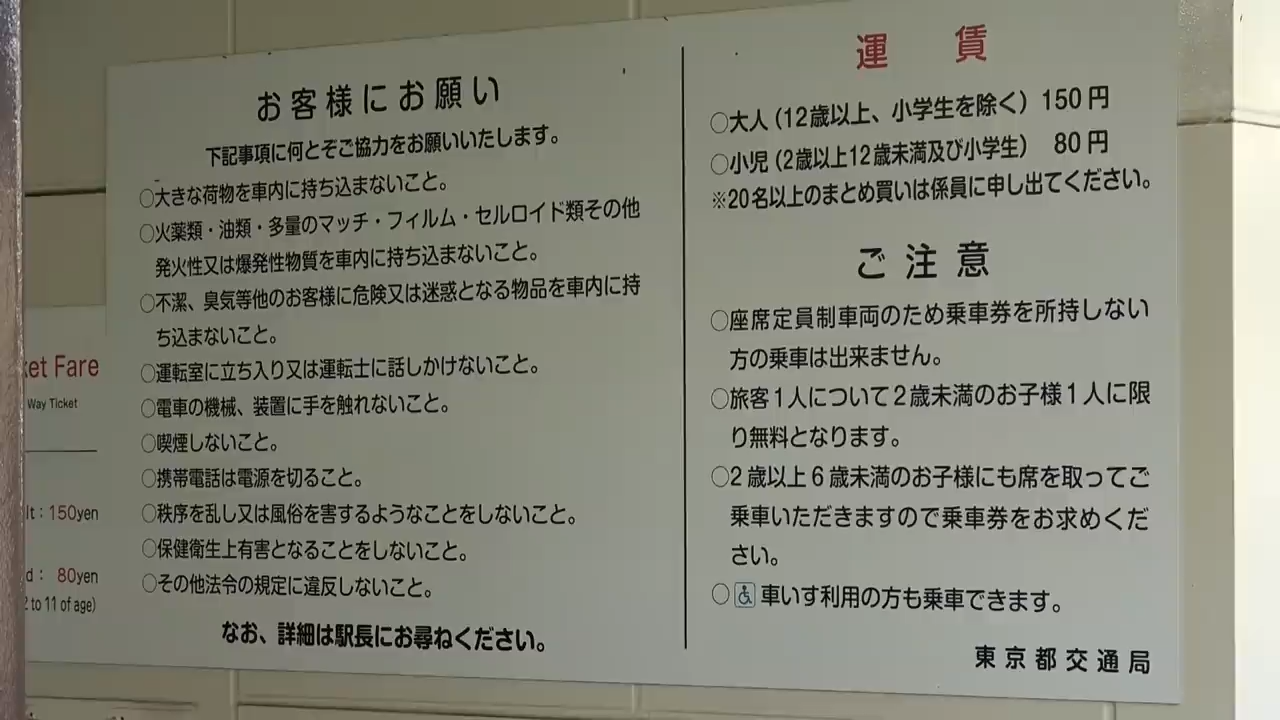 お客様にお願い
下記事項に何とぞご協力をお願いいたします。
○大きな荷物を車内に持ち込まないこと。
○火薬類・油類・多量のマッチ・フィルム・セルロイド類その他
発火性又は爆発性物質を車内に持ち込まないこと。
○不潔、臭気等他のお客様に危険又は迷惑となる物品を車内に持
ち込まないこと。
○運転室に立ち入り又は運転士に話しかけないこと。
○電車の機械、装置に手を触れないこと。
○喫煙しないこと。
○携帯電話は電源を切ること。
○秩序を乱し又は風俗を害するようなことをしないこと。
○保健衛生上有害となることをしないこと。
○その他法令の規定に違反しないこと。
なお、詳細は駅長にお尋ねください。
運賃
○大人（12歳以上、小学生を除く）150円
○小児（2歳以上12歳未満及び小学生）　80円
※20名以上のまとめ買いは係員に申し出てください。
ご注意
○座席定員制車両のため乗車券を所持しない
方の乗車は出来ません。
○旅客1人について2歳未満のお子様1人に限
り無料となります。
○2歳以上6歳未満のお子様にも席を取ってご
乗車いただきますので乗車券をお求めくだ
さい。
○♿車いす利用の方も乗車できます。
東京都交通局
ket Fare
Way Ticket
lt：150yen
d： 80yen
2 to 11 of age)